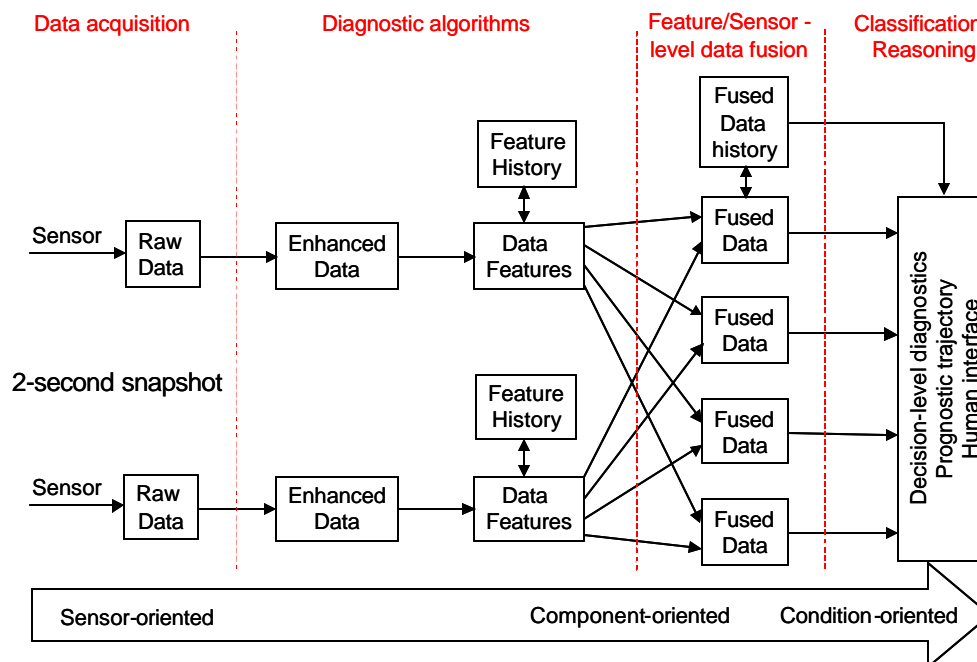 Data acquisition
Diagnostic algorithms
Feature/Sensor -
level data fusion
Classification
Reasoning
Fused
Data
history
Feature
History
Sensor
Raw
Data
Enhanced
Data
Data
Features
Fused
Data
Fused
Data
2-second snapshot
Feature
History
Fused
Data
Sensor
Raw
Data
Enhanced
Data
Data
Features
Fused
Data
Decision-level diagnostics
Prognostic trajectory
Human interface
Sensor-oriented
Component-oriented
Condition-oriented